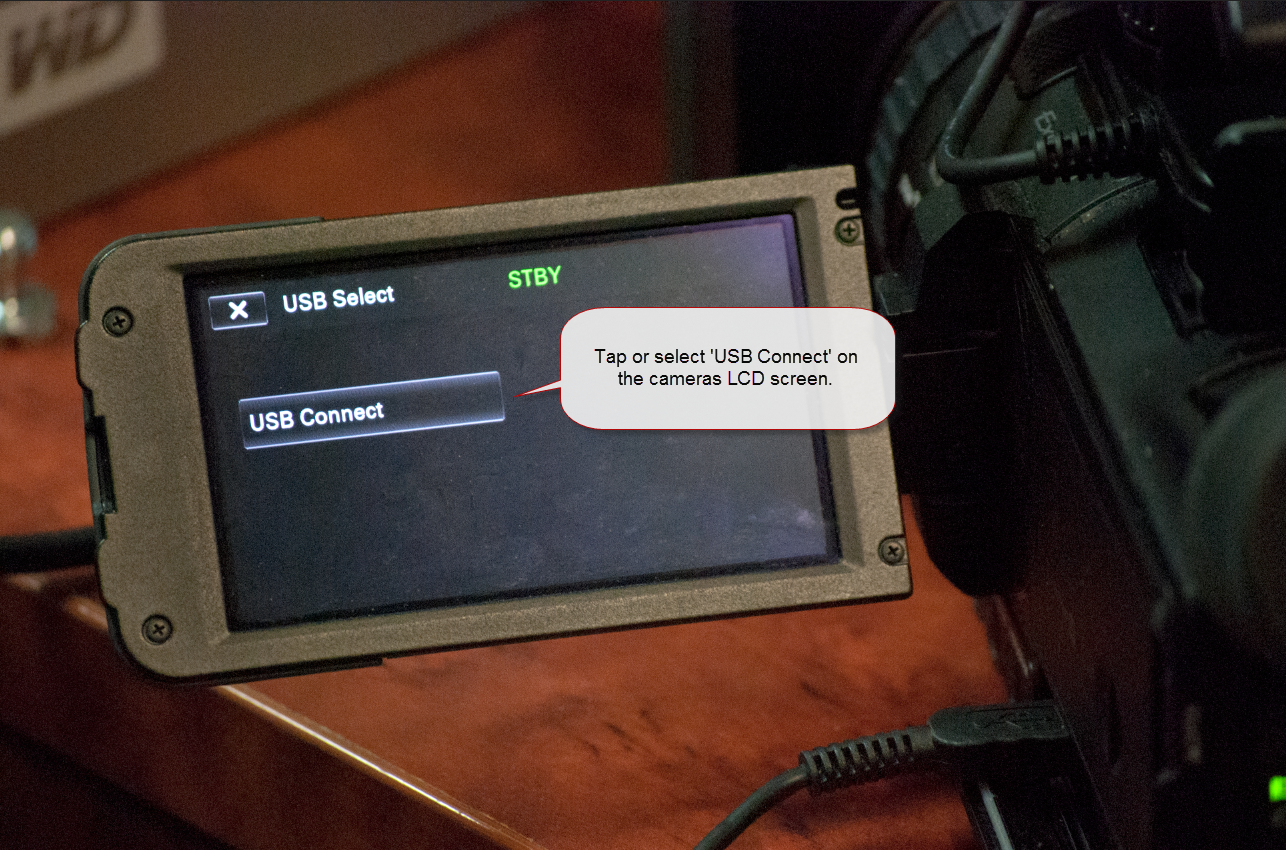 WD
STBY
USB Select
Tap or select 'USB Connect' on
the cameras LCD screen.
USB Connect